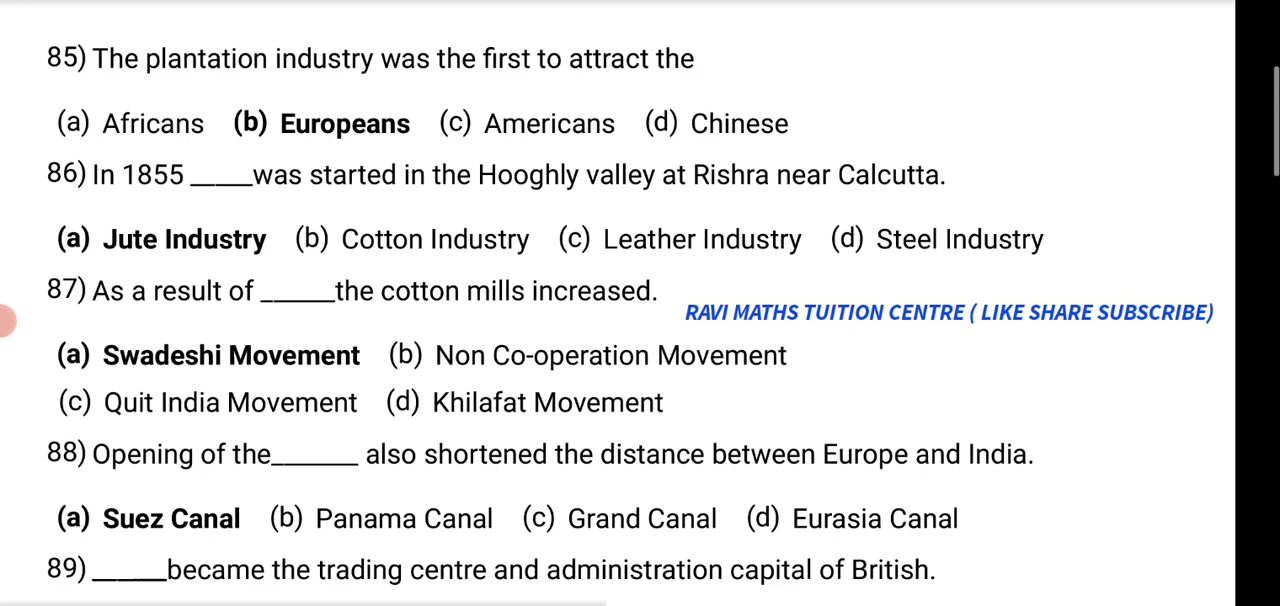 85) The plantation industry was the first to attract the
(a) Africans (b) Europeans (c) Americans (d) Chinese
86) In 1855 _____was started in the Hooghly valley at Rishra near Calcutta.
(a) Jute Industry (b) Cotton Industry (c) Leather Industry (d) Steel Industry
87) As a result of ______the cotton mills increased.
RAVI MATHS TUITION CENTRE ( LIKE SHARE SUBSCRIBE)
(a) Swadeshi Movement (b) Non Co-operation Movement
(c) Quit India Movement (d) Khilafat Movement
88) Opening of the_______ also shortened the distance between Europe and India.
(a) Suez Canal (b) Panama Canal (c) Grand Canal (d) Eurasia Canal
89) ______became the trading centre and administration capital of British.